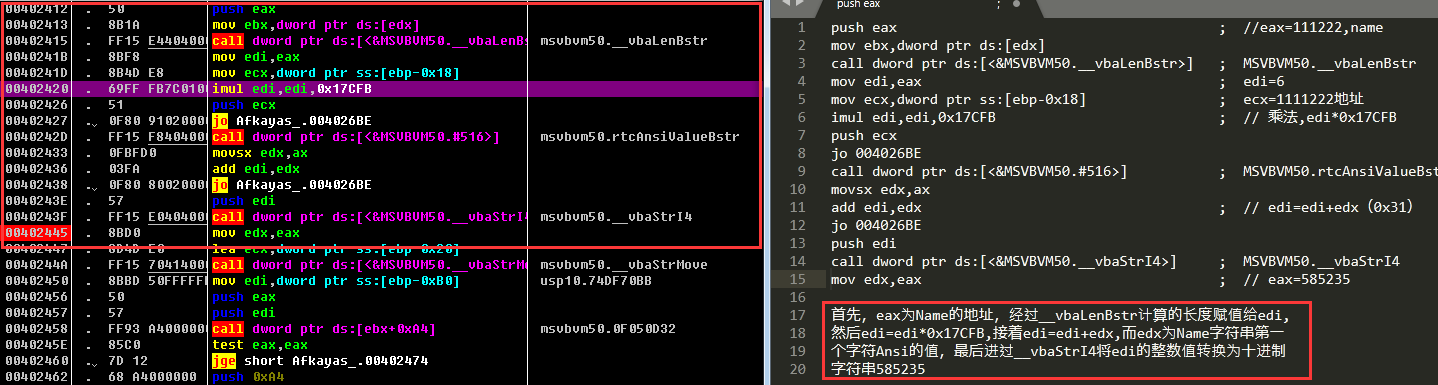 00402412 . 50 push eax
00402413 . 8B1A mov ebx,dword ptr ds:[edx]
00402415 . FF15 E4404000 call dword ptr ds:[<&MSVBVM50.__vbaLenBs msvbvm50.__vbaLenBstr
0040241B . 8BF8 mov edi,eax
0040241D . 8B4D E8 mov ecx,dword ptr ss:[ebp-0x18]
00402420 . 69FF FB7C0100 imul edi,edi,0x17CFB
00402426 . 51 push ecx
00402427 . 0F80 91020000 jo Afkayas_.004026BE
0040242D . FF15 F8404000 call dword ptr ds:[<&MSVBVM50.#516>] msvbvm50.rtcAnsiValueBstr
00402433 . 0FBFD0 movsx edx,ax
00402436 . 03FA add edi,edx
00402438 . 0F80 80020000 jo Afkayas_.004026BE
0040243E . 57 push edi
0040243F . FF15 E0404000 call dword ptr ds:[<&MSVBVM50.__vbaStrI4 msvbvm50.__vbaStrI4
00402445 . 8BD0 mov edx,eax
00402447 . 8D4D E0 lea ecx,dword ptr ss:[ebp-0x20]
0040244A . FF15 70414000 call dword ptr ds:[<&MSVBVM50.__vbaStrMo msvbvm50.__vbaStrMove
00402450 . 8BBD 50FFFFFF mov edi,dword ptr ss:[ebp-0xB0] usp10.74DF70BB
00402456 . 50 push eax
00402457 . 57 push edi
00402458 . FF93 A4000000 call dword ptr ds:[ebx+0xA4] msvbvm50.0F050D32
0040245E . 85C0 test eax,eax
00402460 . 7D 12 jge short Afkayas_.00402474
00402462 . 68 A4000000 push 0xA4
push eax ;
1 push eax ; //eax=111222,name
2 mov ebx,dword ptr ds:[edx]
3 call dword ptr ds:[<&MSVBVM50.__vbaLenBstr>] ; MSVBVM50.__vbaLenBstr
4 mov edi,eax ; edi=6
5 mov ecx,dword ptr ss:[ebp-0x18] ; ecx=1111222地址
6 imul edi,edi,0x17CFB ; // 乘法,edi*0x17CFB
7 push ecx
8 jo 004026BE
9 call dword ptr ds:[<&MSVBVM50.#516>] ; MSVBVM50.rtcAnsiValueBst
10 movsx edx,ax
11 add edi,edx ; // edi=edi+edx（0x31）
12 jo 004026BE
13 push edi
14 call dword ptr ds:[<&MSVBVM50.__vbaStrI4>] ; MSVBVM50.__vbaStrI4
15 mov edx,eax ; // eax=585235
16
17 首先, eax为Name的地址, 经过__vbaLenBstr计算的长度赋值给edi,
18 然后edi=edi*0x17CFB,接着edi=edi+edx,而edx为Name字符串第一
19 个字符Ansi的值, 最后进过__vbaStrI4将edi的整数值转换为十进制
20 字符串585235